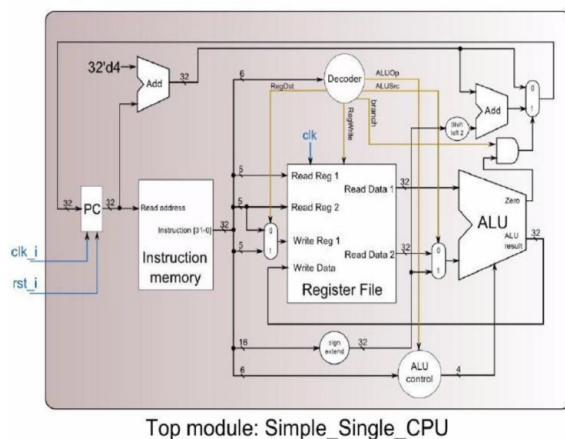 32'd4
Add
32
6
Decoder
ALUOp
ALUSrc
RegDst
RegWrite
branch
clk
Shift
left 2
Add
0
1
32
PC
32
Read address
Instruction [31-0]
Instruction
memory
32
clk_i
rst_i
5
5
5
0
1
Read Reg 1
Read Reg 2
Write Reg 1
Write Data
Read Data 1
Read Data 2
Register File
32
32
0
1
Zero
ALU
ALU
result
32
16
sign
extend
32
6
ALU
control
4
Top module: Simple_Single_CPU